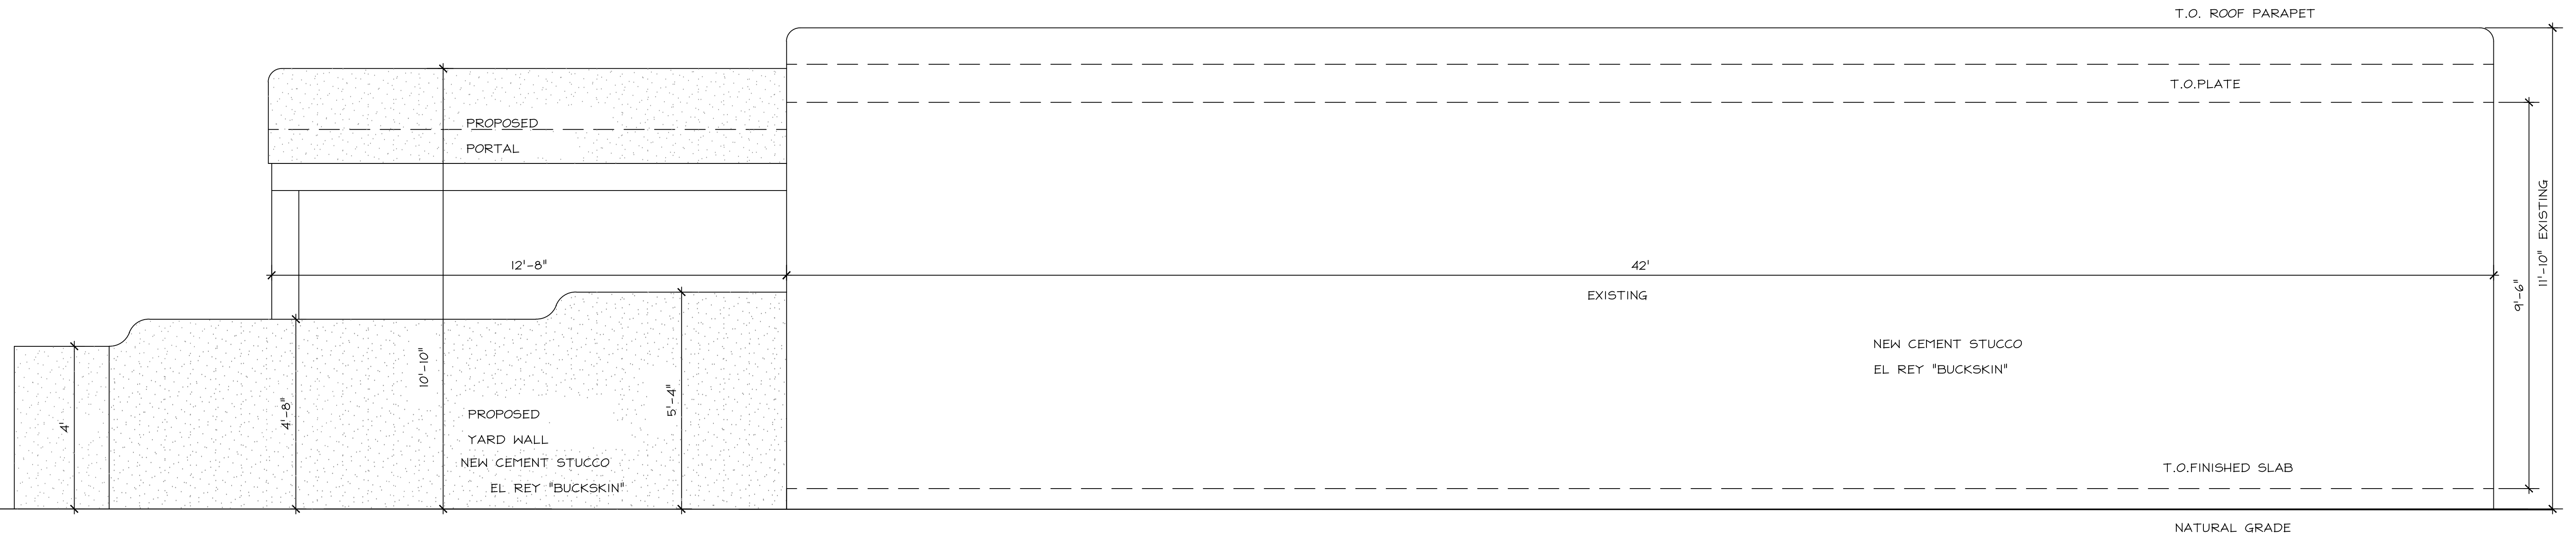 T.O. ROOF PARAPET
T.O.PLATE
PROPOSED
PORTAL
12'-8"
42'
EXISTING
11'-10" EXISTING
9'-6"
NEW CEMENT STUCCO
EL REY "BUCKSKIN"
10'-10"
5'-4"
4'-8"
4'
PROPOSED
YARD WALL
NEW CEMENT STUCCO
EL REY "BUCKSKIN"
T.O.FINISHED SLAB
NATURAL GRADE